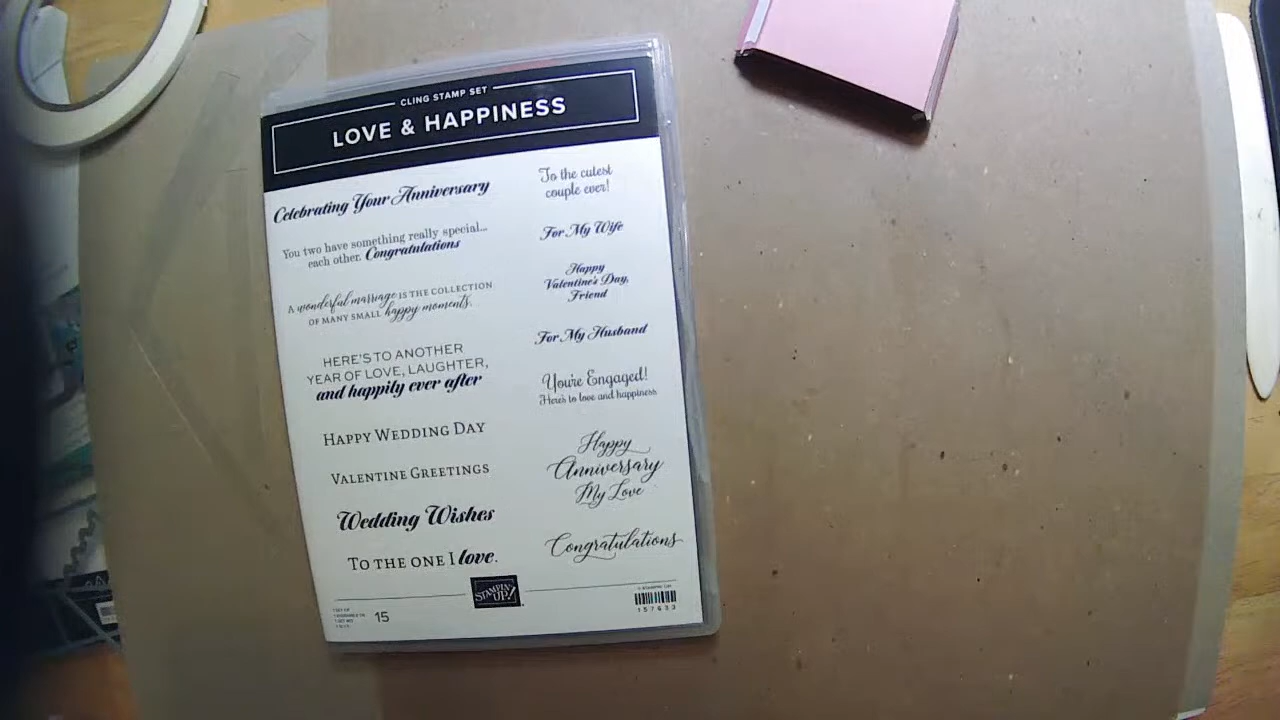 CLING STAMP SET
LOVE & HAPPINESS
Celebrating Your Anniversary
You two have something really special...
each other. Congratulations
A wonderful marriage IS THE COLLECTION
OF MANY SMALL happy moments.
HERE'S TO ANOTHER
YEAR OF LOVE, LAUGHTER,
and happily ever after
HAPPY WEDDING DAY
VALENTINE GREETINGS
Wedding Wishes
TO THE ONE I love.
To the cutest
couple ever!
For My Wife
Happy
Valentine's Day,
Friend
For My Husband
You're Engaged!
Here's to love and happiness
Happy
Anniversary
My Love
Congratulations
STAMPIN' UP!
15
© STAMPIN' UP!
157633